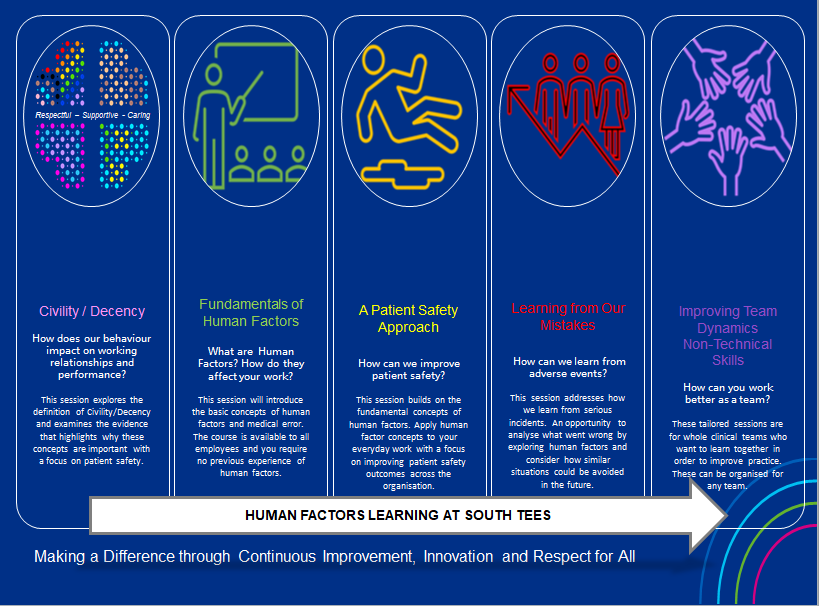 Respectful – Supportive - Caring
Civility / Decency
How does our behaviour
impact on working
relationships and
performance?
This session explores the
definition of Civility/Decency
and examines the evidence
that highlights why these
concepts are important with
a focus on patient safety.
Fundamentals of
Human Factors
What are Human
Factors? How do they
affect your work?
This session will introduce
the basic concepts of human
factors and medical error.
The course is available to all
employees and you require
no previous experience of
human factors.
A Patient Safety
Approach
How can we improve
patient safety?
This session builds on the
fundamental concepts of
human factors. Apply human
factor concepts to your
everyday work with a focus
on improving patient safety
outcomes across the
organisation.
Learning from Our
Mistakes
How can we learn from
adverse events?
This session addresses how
we learn from serious
incidents. An opportunity to
analyse what went wrong by
exploring human factors and
consider how similar
situations could be avoided
in the future.
Improving Team
Dynamics
Non-Technical
Skills
How can you work
better as a team?
These tailored sessions are
for whole clinical teams who
want to learn together in
order to improve practice.
These can be organised for
any team.
HUMAN FACTORS LEARNING AT SOUTH TEES
Making a Difference through Continuous Improvement, Innovation and Respect for All